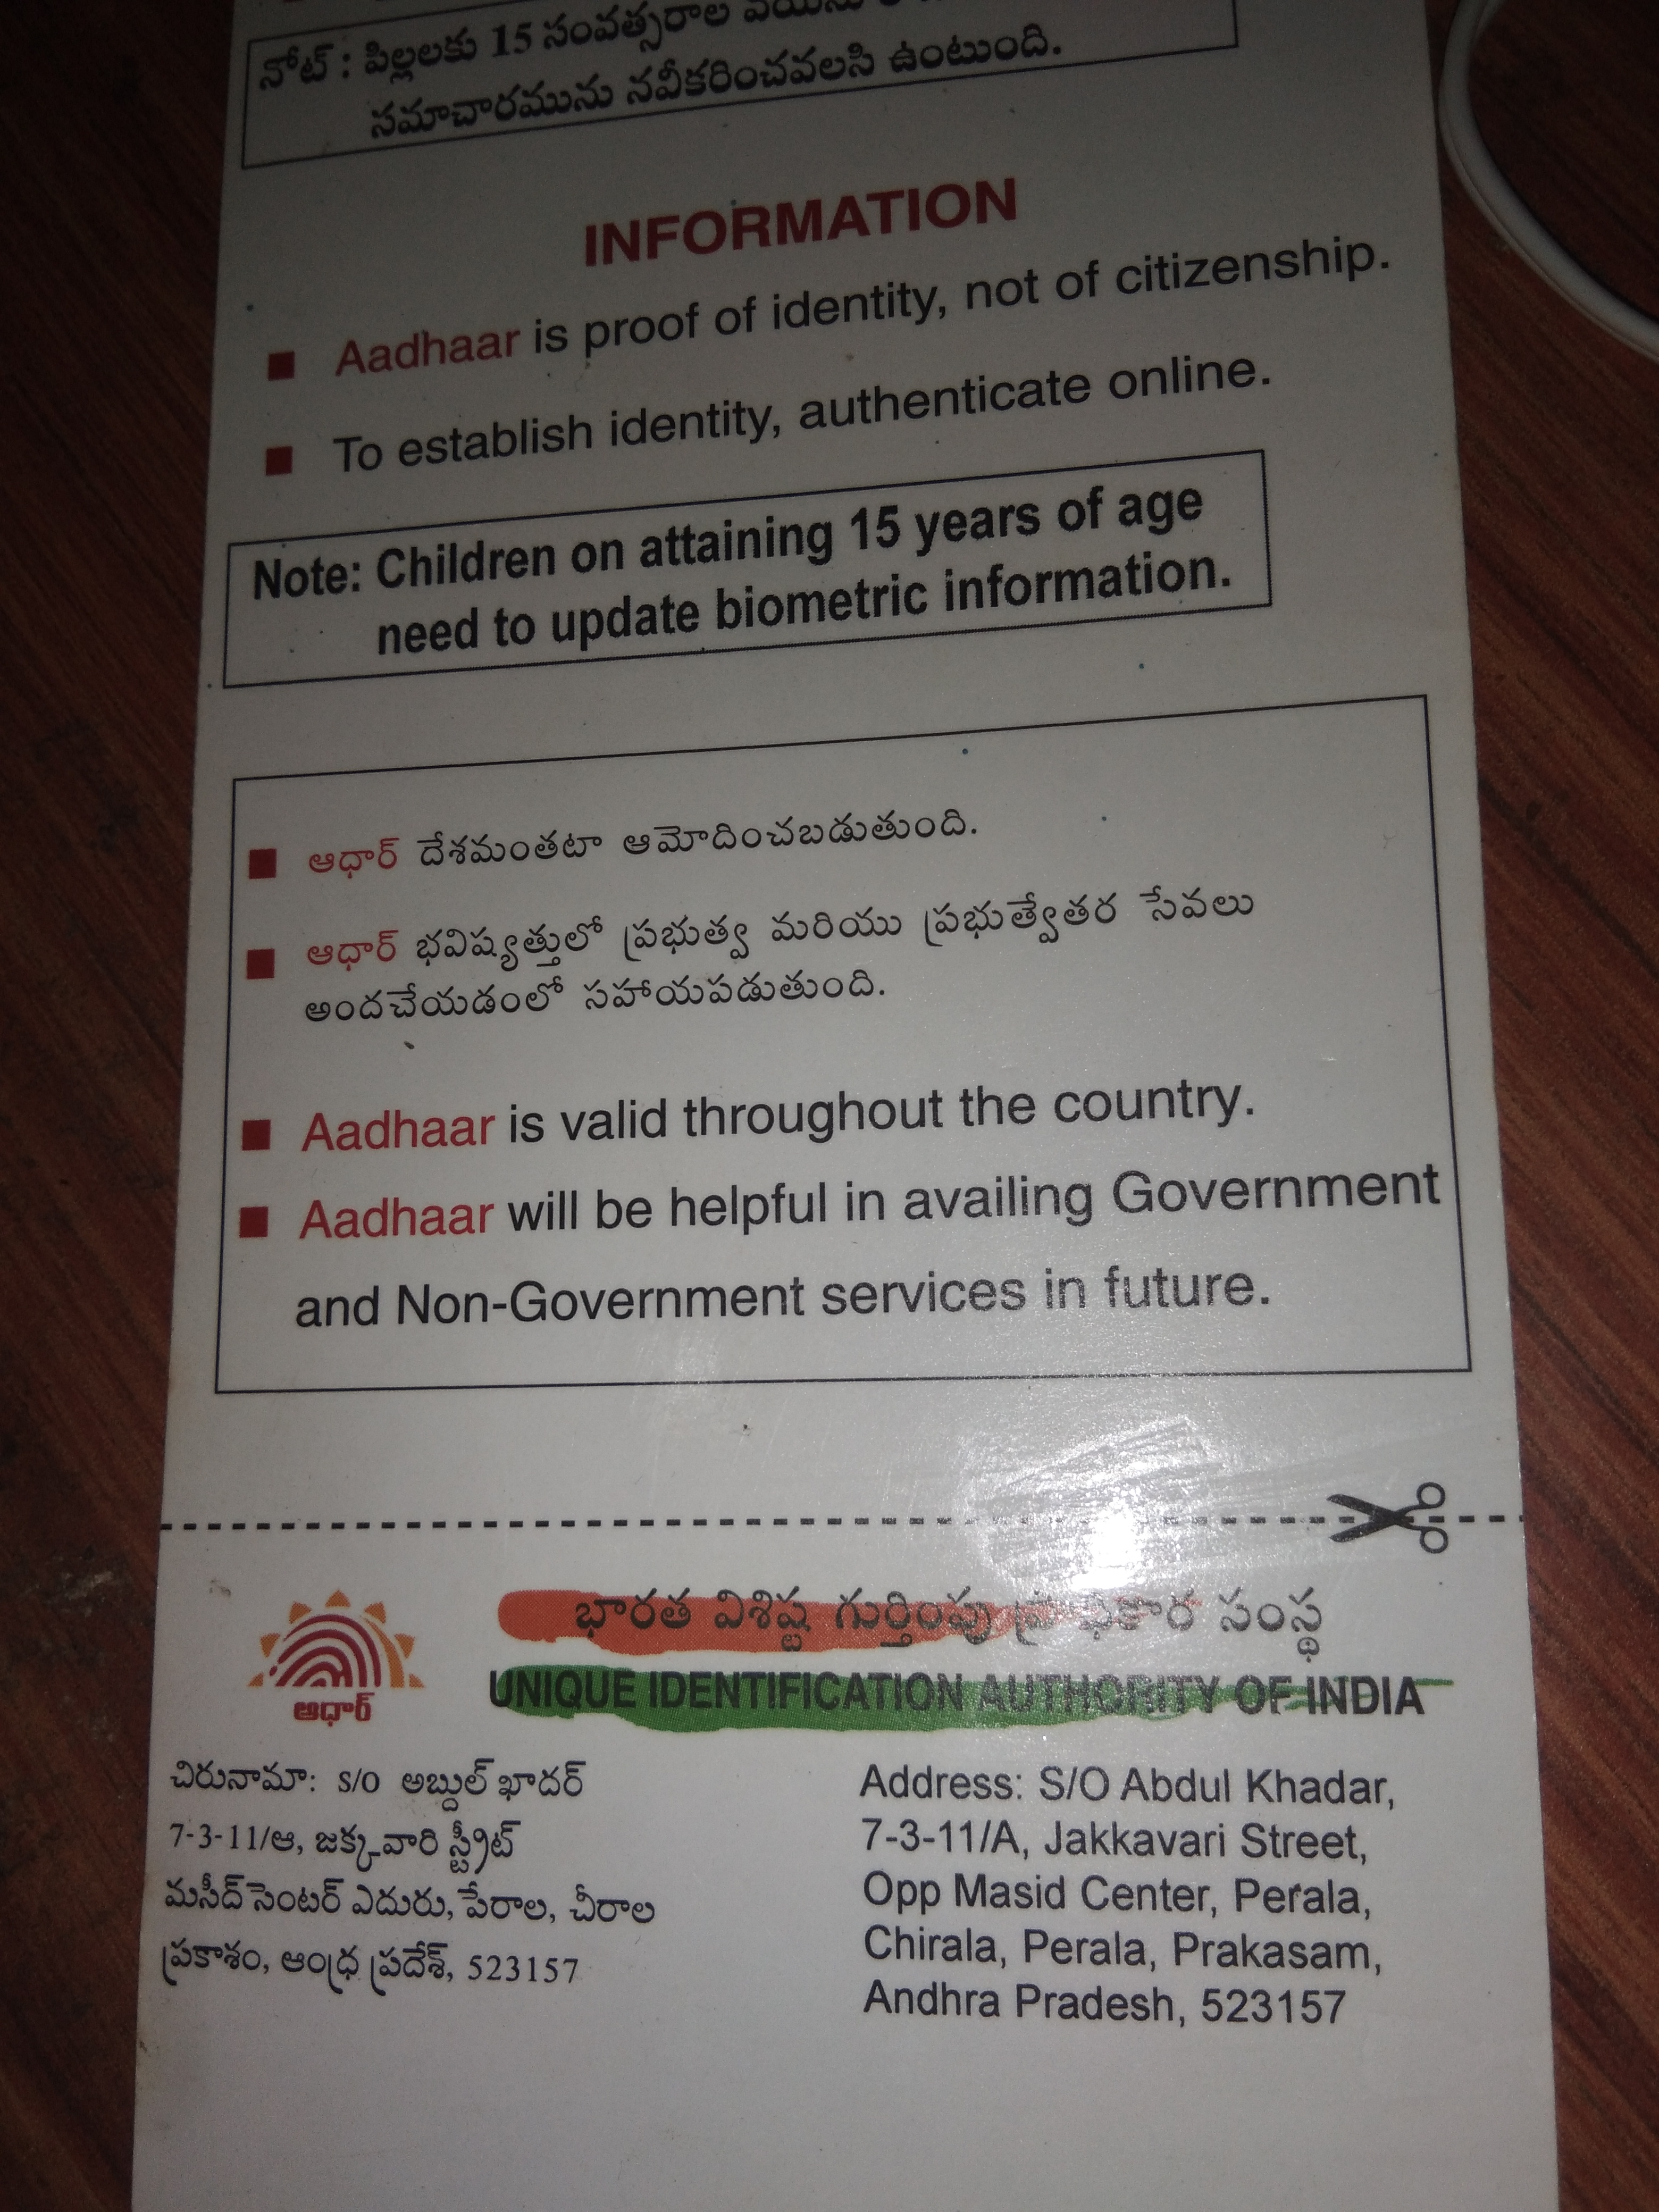 నోట్ : పిల్లలకు 15 సంవత్సరాల
సమాచారమును నవీకరించవలసి ఉంటుంది.
INFORMATION
■ Aadhaar is proof of identity, not of citizenship.
■ To establish identity, authenticate online.
Note: Children on attaining 15 years of age
need to update biometric information.
■ ఆధార్ దేశమంతటా ఆమోదించబడుతుంది.
■ ఆధార్ భవిష్యత్తులో ప్రభుత్వ మరియు ప్రభుత్వేతర సేవలు
అందచేయడంలో సహాయపడుతుంది.
■ Aadhaar is valid throughout the country.
■ Aadhaar will be helpful in availing Government
and Non-Government services in future.
భారత విశిష్ట గుర్తింపు ప్రాధికార సంస్థ
UNIQUE IDENTIFICATION AUTHORITY OF INDIA
ఆధార్
చిరునామా: S/O అబ్దుల్ ఖాదర్
7-3-11/ఆ, జక్కవారి స్ట్రీట్
మసీద్ సెంటర్ ఎదురు, పేరాల, చీరాల
ప్రకాశం, ఆంధ్ర ప్రదేశ్, 523157
Address: S/O Abdul Khadar,
7-3-11/A, Jakkavari Street,
Opp Masid Center, Perala,
Chirala, Perala, Prakasam,
Andhra Pradesh, 523157